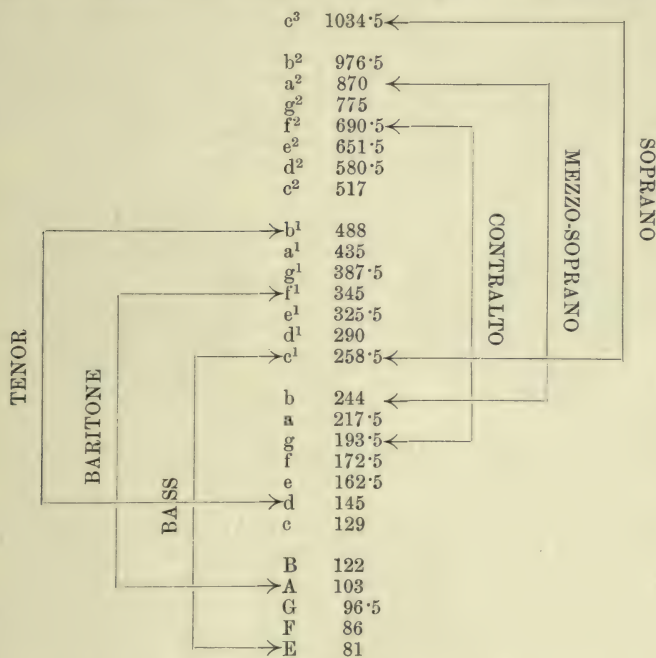 c³ 1034·5
b² 976·5
a² 870
g² 775
f² 690·5
e² 651·5
d² 580·5
c² 517
b¹ 488
a¹ 435
g¹ 387·5
f¹ 345
e¹ 325·5
d¹ 290
c¹ 258·5
b 244
a 217·5
g 193·5
f 172·5
e 162·5
d 145
c 129
B 122
A 103
G 96·5
F 86
E 81
TENOR
BARITONE
BASS
CONTRALTO
MEZZO-SOPRANO
SOPRANO